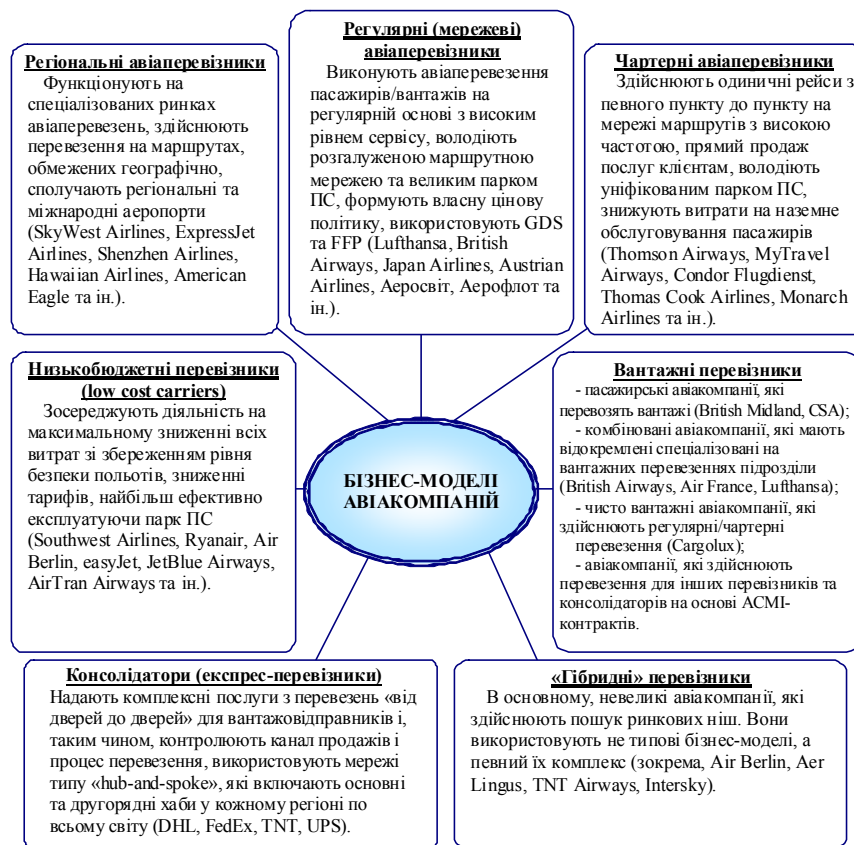 Регіональні авіаперевізники
Функціонують на
спеціалізованих ринках
авіаперевезень, здійснюють
перевезення на маршрутах,
обмежених географічно,
сполучають регіональні та
міжнародні аеропорти
(SkyWest Airlines, ExpressJet
Airlines, Shenzhen Airlines,
Hawaiian Airlines, American
Eagle та ін.).
Регулярні (мережеві)
авіаперевізники
Виконують авіаперевезення
пасажирів/вантажів на
регулярній основі з високим
рівнем сервісу, володіють
розгалуженою маршрутною
мережею та великим парком
ПС, формують власну цінову
політику, використовують GDS
та FFP (Lufthansa, British
Airways, Japan Airlines, Austrian
Airlines, Аеросвіт, Аерофлот та
ін.).
Чартерні авіаперевізники
Здійснюють одиничні рейси з
певного пункту до пункту на
мережі маршрутів з високою
частотою, прямий продаж
послуг клієнтам, володіють
уніфікованим парком ПС,
знижують витрати на наземне
обслуговування пасажирів
(Thomson Airways, MyTravel
Airways, Condor Flugdienst,
Thomas Cook Airlines, Monarch
Airlines та ін.).
Низькобюджетні перевізники
(low cost carriers)
Зосереджують діяльність на
максимальному зниженні всіх
витрат зі збереженням рівня
безпеки польотів, зниженні
тарифів, найбільш ефективно
експлуатуючи парк ПС
(Southwest Airlines, Ryanair, Air
Berlin, easyJet, JetBlue Airways,
AirTran Airways та ін.).
БІЗНЕС-МОДЕЛІ
АВІАКОМПАНІЙ
Вантажні перевізники
- пасажирські авіакомпанії, які
перевозять вантажі (British Midland, CSA);
- комбіновані авіакомпанії, які мають
відокремлені спеціалізовані на
вантажних перевезеннях підрозділи
(British Airways, Air France, Lufthansa);
- чисто вантажні авіакомпанії, які
здійснюють регулярні/чартерні
перевезення (Cargolux);
- авіакомпанії, які здійснюють
перевезення для інших перевізників та
консолідаторів на основі ACMI-
контрактів.
Консолідатори (експрес-перевізники)
Надають комплексні послуги з перевезень «від
дверей до дверей» для вантажовідправників і,
таким чином, контролюють канал продажів і
процес перевезення, використовують мережі
типу «hub-and-spoke», які включають основні
та другорядні хаби у кожному регіоні по
всьому світу (DHL, FedEx, TNT, UPS).
«Гібридні» перевізники
В основному, невеликі авіакомпанії, які
здійснюють пошук ринкових ніш. Вони
використовують не типові бізнес-моделі, а
певний їх комплекс (зокрема, Air Berlin, Aer
Lingus, TNT Airways, Intersky).